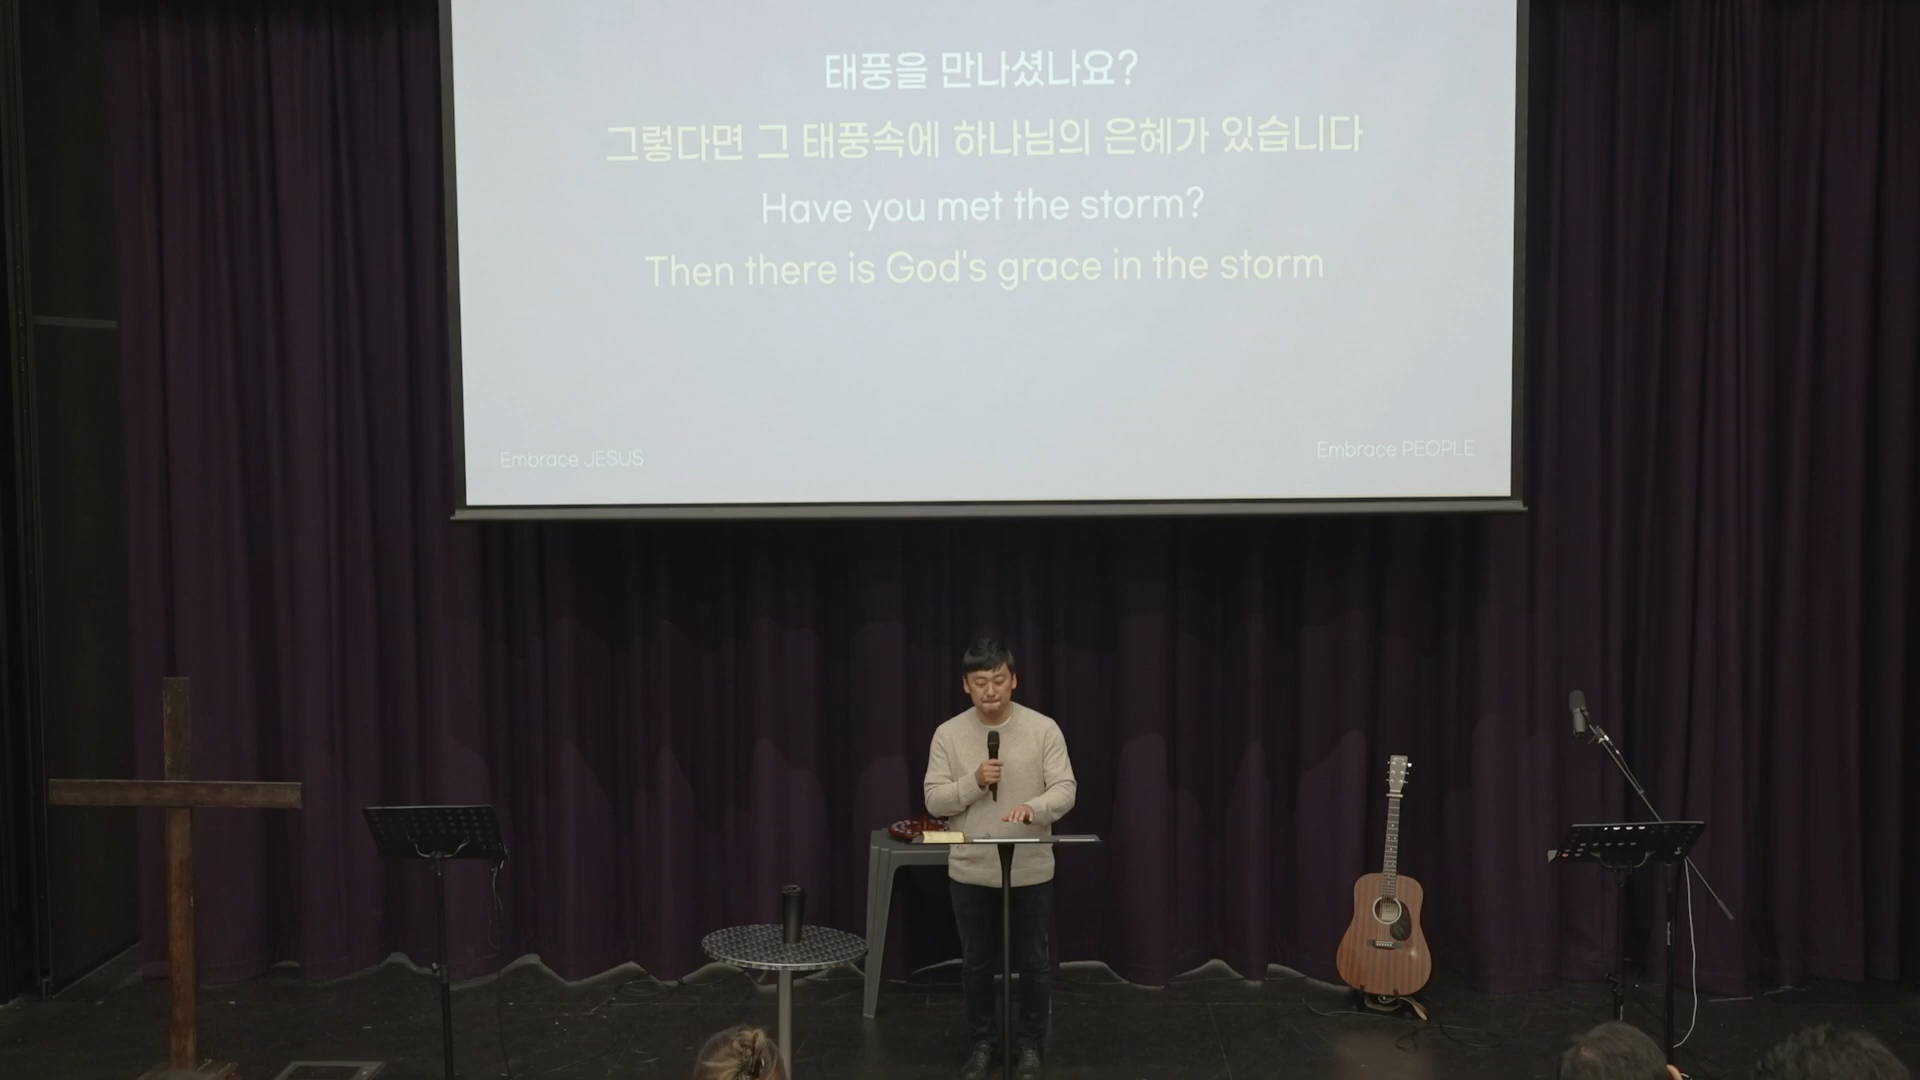 태풍을 만나셨나요?
그렇다면 그 태풍속에 하나님의 은혜가 있습니다
Have you met the storm?
Then there is God's grace in the storm
Embrace JESUS
Embrace PEOPLE